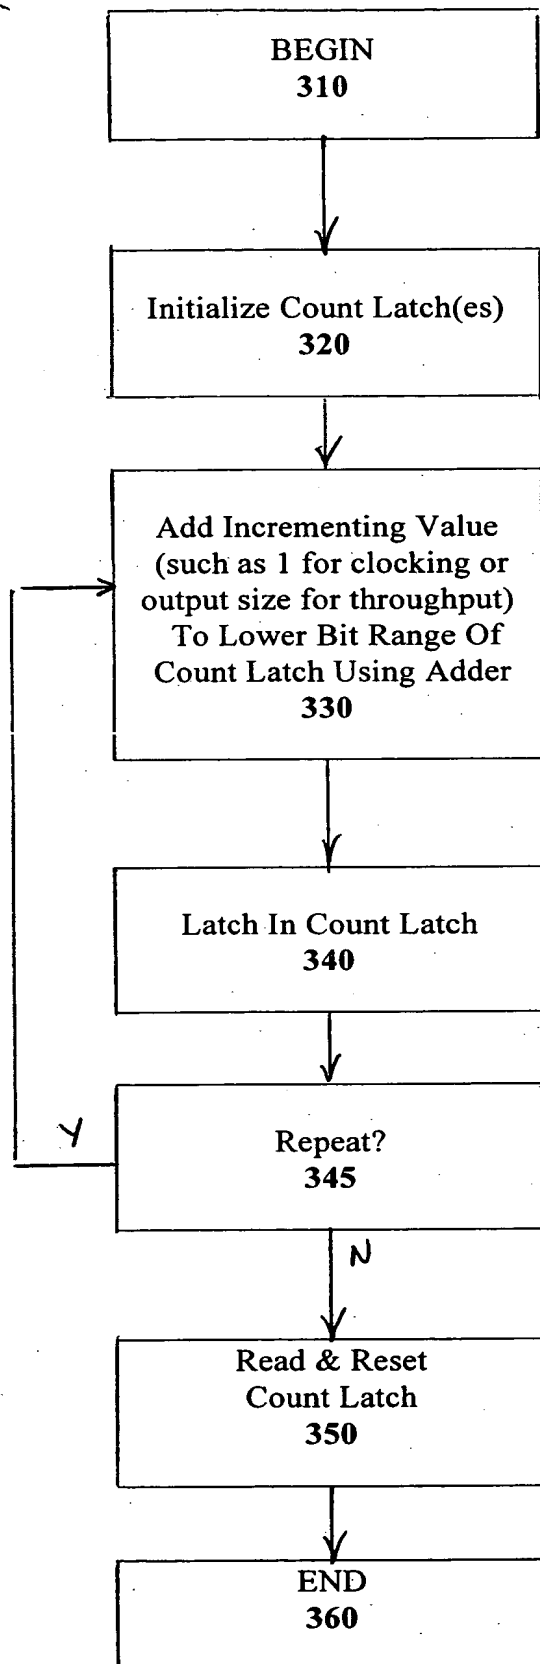 BEGIN
310
Initialize Count Latch(es)
320
Add Incrementing Value
(such as 1 for clocking or
output size for throughput)
To Lower Bit Range Of
Count Latch Using Adder
330
Latch In Count Latch
340
Repeat?
345
Y
N
Read & Reset
Count Latch
350
END
360